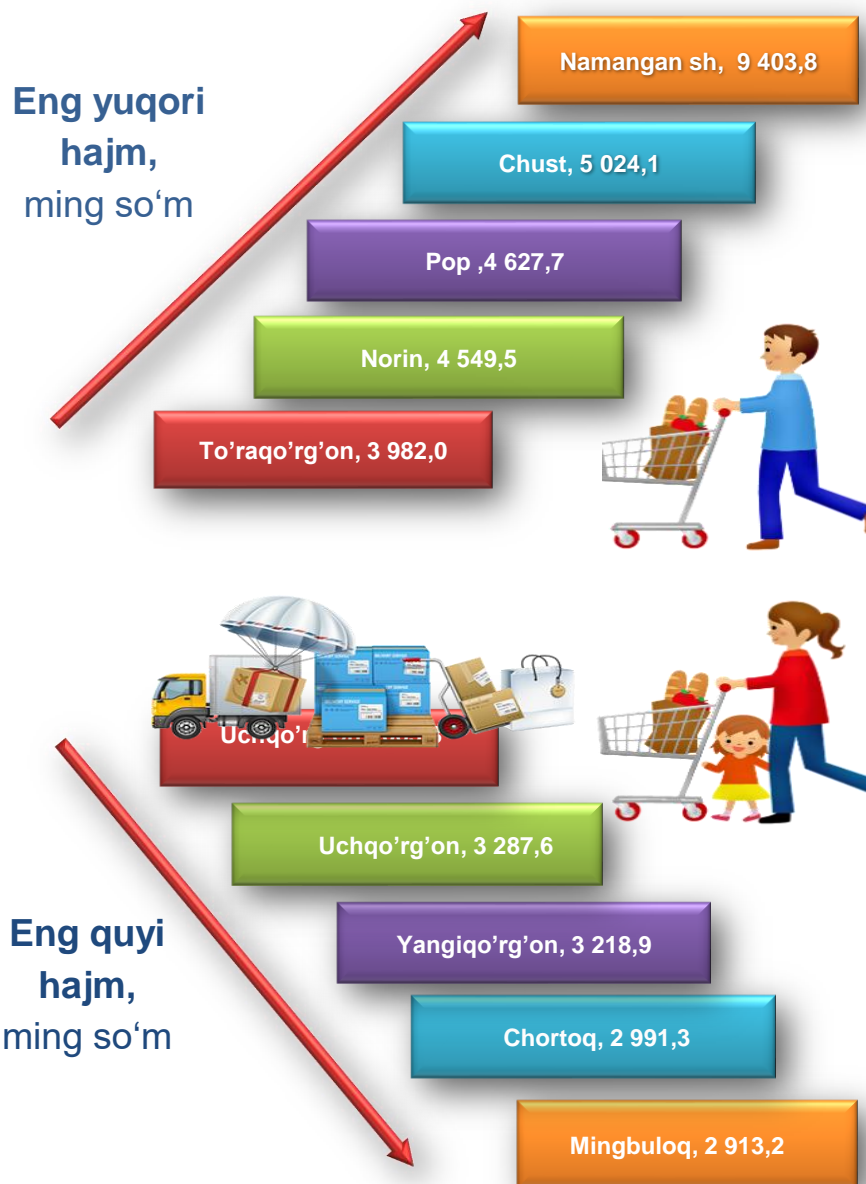 Eng yuqori
hajm,
ming so‘m
Namangan sh, 9 403,8
Chust, 5 024,1
Pop ,4 627,7
Norin, 4 549,5
To’raqo’rg’on, 3 982,0
Uchqo’rg’on, 3 287,6
Yangiqo’rg’on, 3 218,9
Eng quyi
hajm,
ming so‘m
Chortoq, 2 991,3
Mingbuloq, 2 913,2